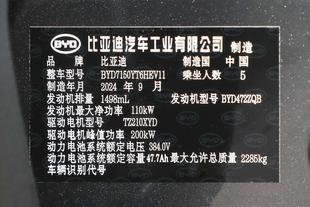 BYD 比亚迪汽车工业有限公司 制造
品牌 比亚迪 制造国 中国
整车型号 BYD7150YT6HEV11 乘坐人数 5
制造年月 2024年9月
发动机排量 1498mL 发动机型号 BYD472ZQB
发动机最大净功率 110kW
驱动电机型号 TZ210XYD
驱动电机峰值功率 200kW
动力电池系统额定电压 384.0V
动力电池系统额定容量 47.7Ah 最大允许总质量 2285kg
车辆识别代号